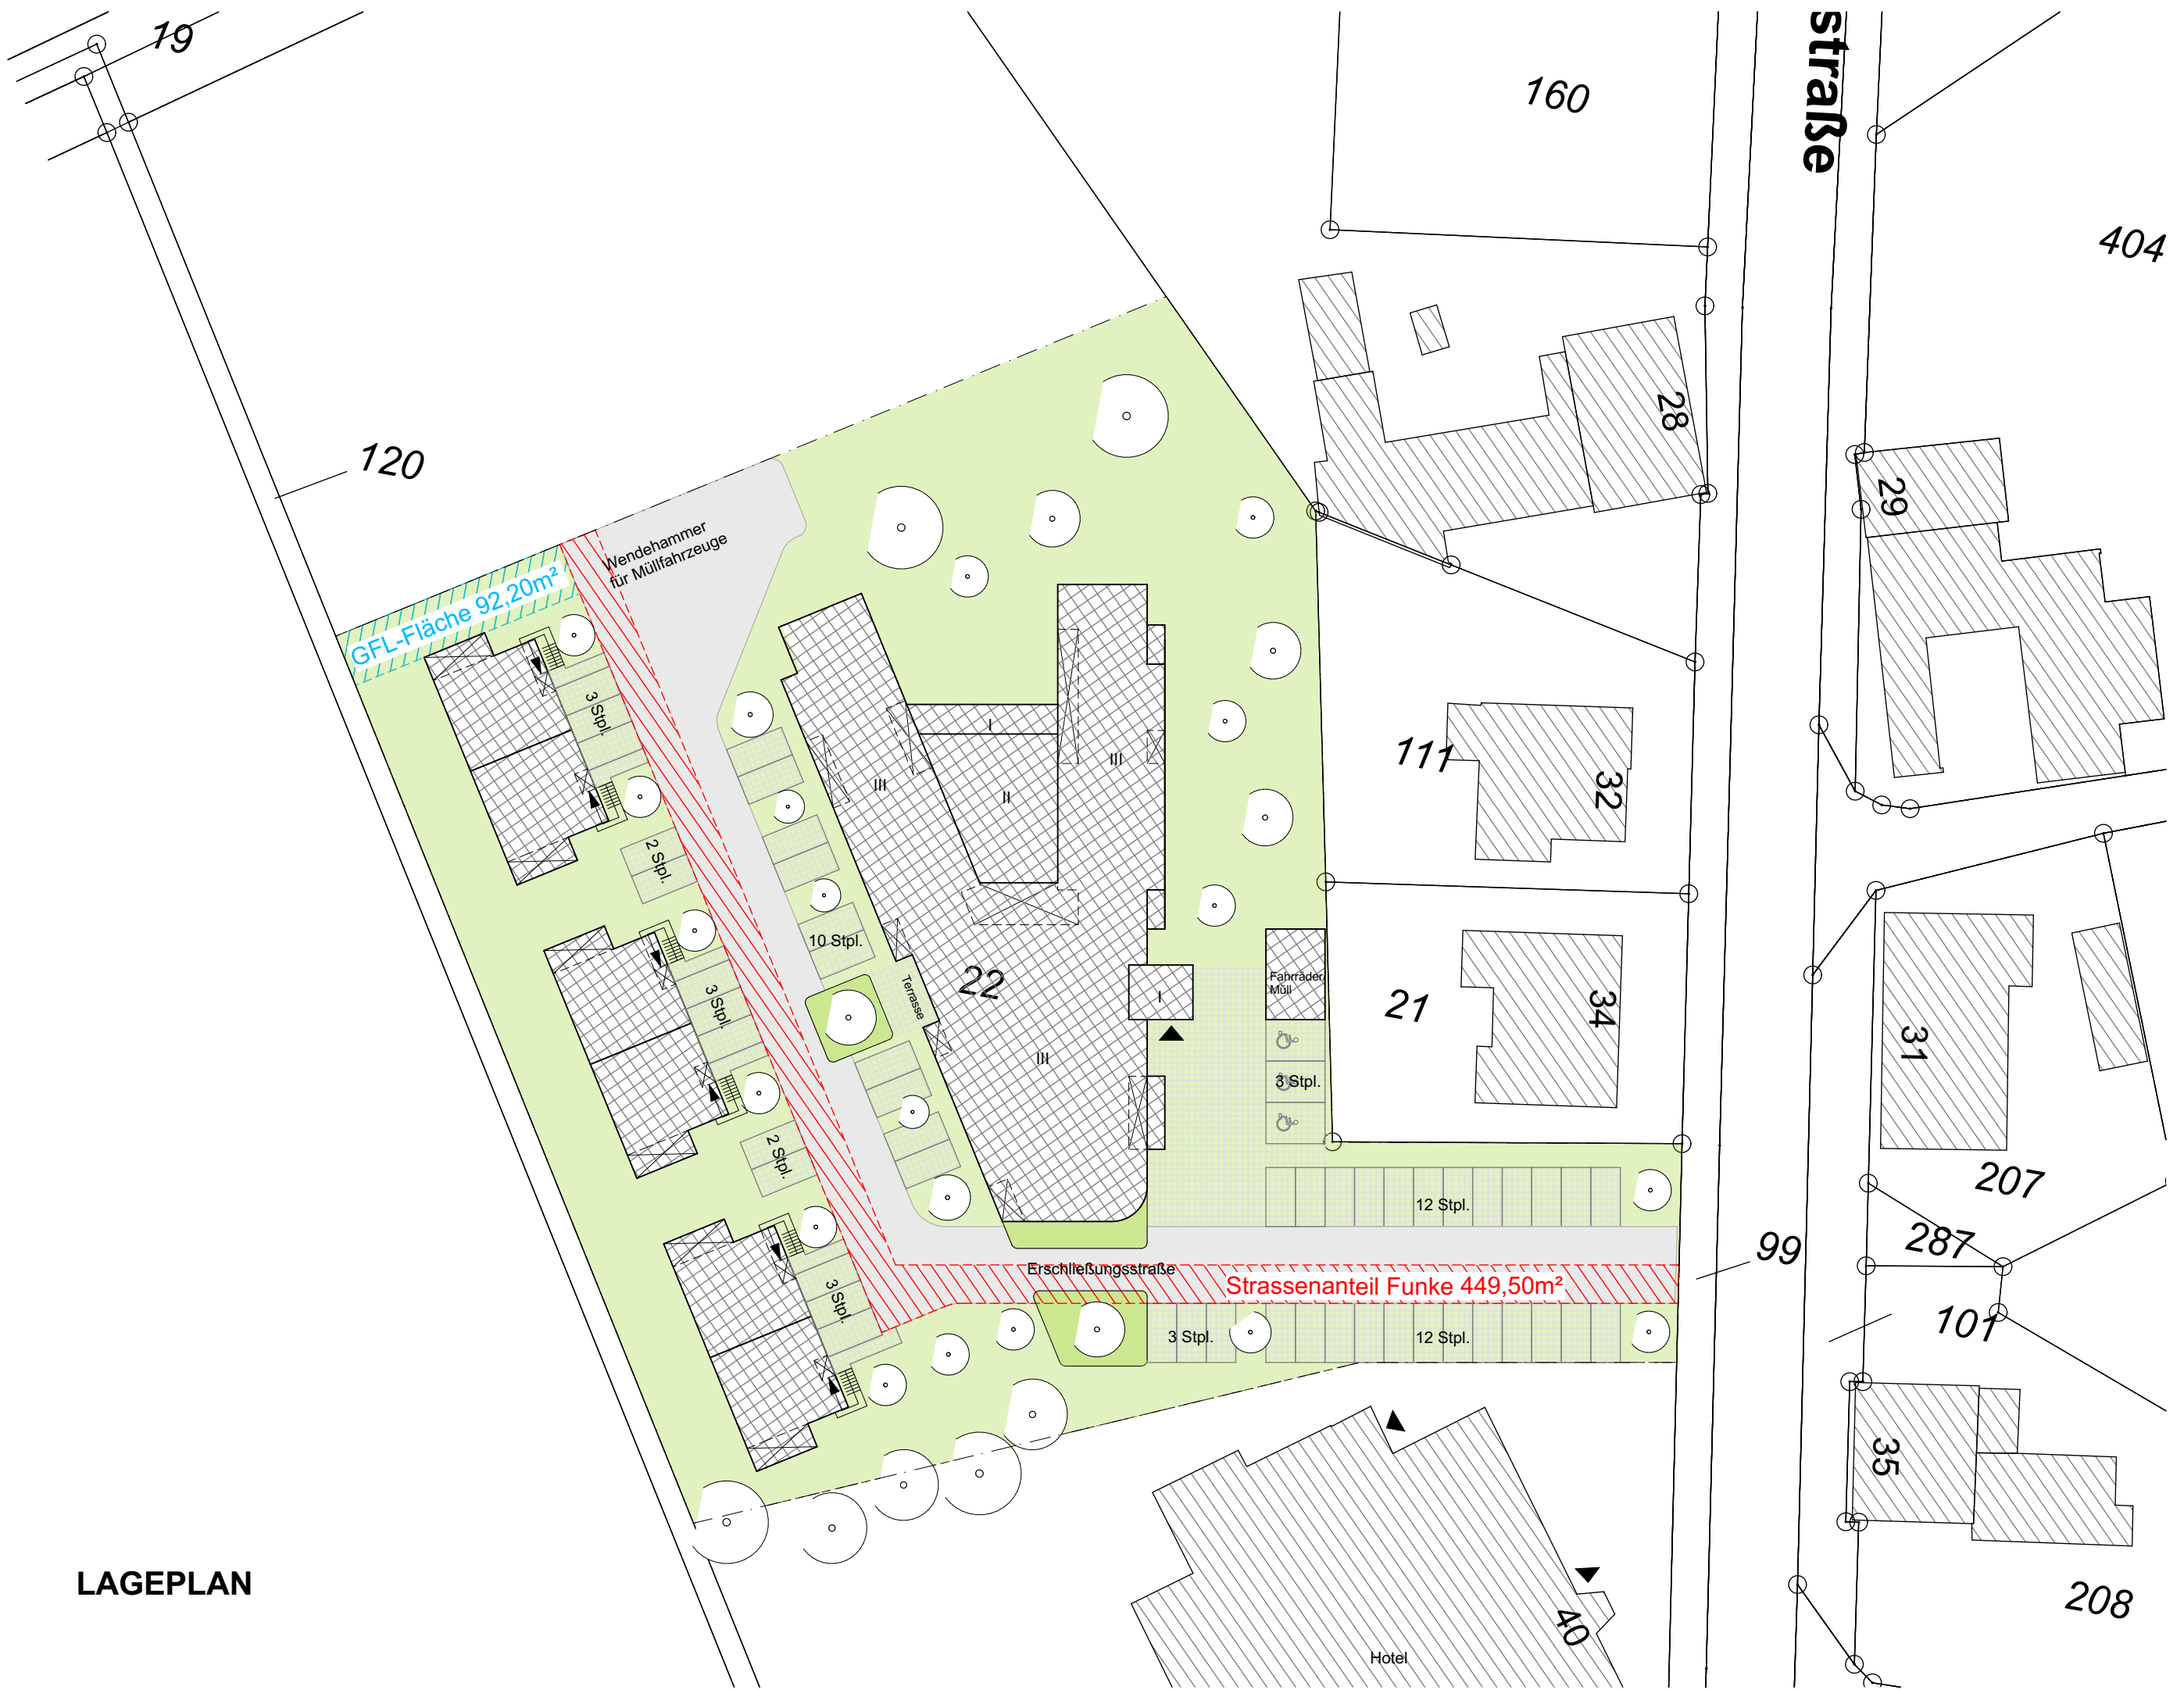 19
straße
160
404
120
28
29
Wendehammer
für Müllfahrzeuge
GFL-Fläche 92,20m²
3 Stpl.
I
III
III
II
111
32
2 Stpl.
10 Stpl.
22
Terrasse
I
Fahrräder
Müll
21
34
31
3 Stpl.
III
3 Stpl.
2 Stpl.
12 Stpl.
207
287
99
Erschließungsstraße
Strassenanteil Funke 449,50m²
3 Stpl.
3 Stpl.
12 Stpl.
101
35
LAGEPLAN
40
Hotel
208